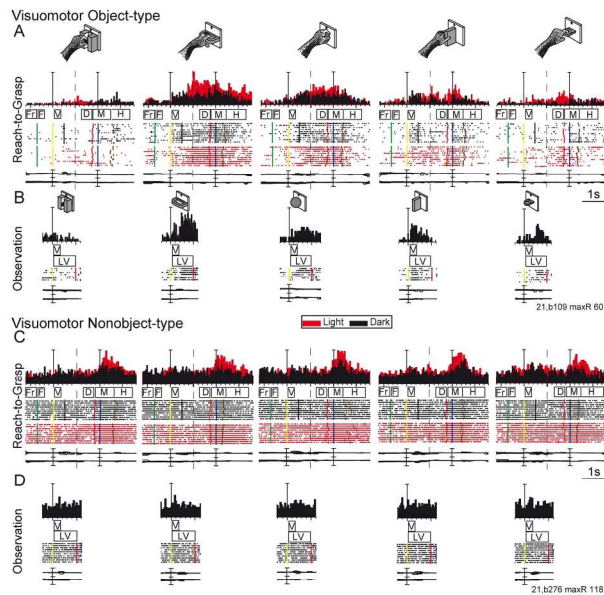 Visuomotor Object-type
A
Reach-to-Grasp
Fr F V D M H
D M H
Fr F V D M H
Fr F V D M H
Fr F V D M H
Fr F V D M H
1s
B
Observation
V V V V V
LV LV LV LV LV
21,b109 maxR 60
Visuomotor Nonobject-type
Light Dark
C
Reach-to-Grasp
Fr F V D M H
Fr F V D M H
Fr F V D M H
Fr F V D M H
Fr F V D M H
1s
D
Observation
V V V V V
LV LV LV LV LV
21,b276 maxR 118